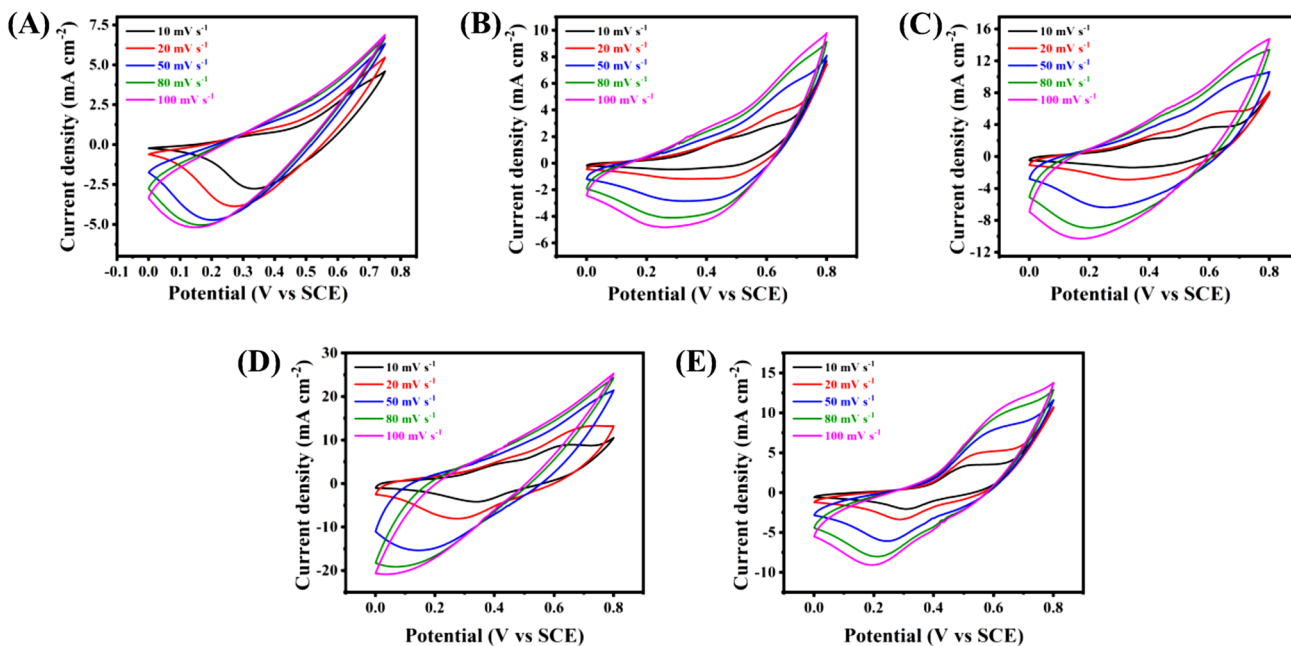 (A)
10 mV s⁻¹
20 mV s⁻¹
50 mV s⁻¹
80 mV s⁻¹
100 mV s⁻¹
7.5
5.0
2.5
0.0
-2.5
-5.0
Current density (mA cm⁻²)
-0.1 0.0 0.1 0.2 0.3 0.4 0.5 0.6 0.7 0.8
Potential (V vs SCE)
(B)
10 mV s⁻¹
20 mV s⁻¹
50 mV s⁻¹
80 mV s⁻¹
100 mV s⁻¹
10
8
6
4
2
0
-2
-4
-6
Current density (mA cm⁻²)
0.0 0.2 0.4 0.6 0.8
Potential (V vs SCE)
(C)
10 mV s⁻¹
20 mV s⁻¹
50 mV s⁻¹
80 mV s⁻¹
100 mV s⁻¹
16
12
8
4
0
-4
-8
-12
Current density (mA cm⁻²)
0.0 0.2 0.4 0.6 0.8
Potential (V vs SCE)
(D)
10 mV s⁻¹
20 mV s⁻¹
50 mV s⁻¹
80 mV s⁻¹
100 mV s⁻¹
30
20
10
0
-10
-20
Current density (mA cm⁻²)
0.0 0.2 0.4 0.6 0.8
Potential (V vs SCE)
(E)
10 mV s⁻¹
20 mV s⁻¹
50 mV s⁻¹
80 mV s⁻¹
100 mV s⁻¹
15
10
5
0
-5
-10
Current density (mA cm⁻²)
0.0 0.2 0.4 0.6 0.8
Potential (V vs SCE)